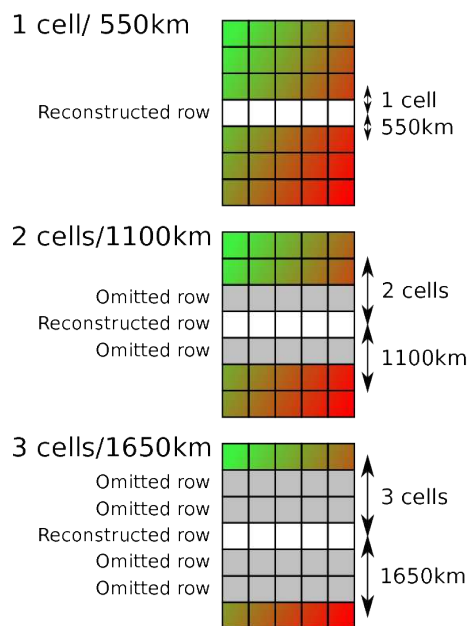 1 cell/ 550km
Reconstructed row
1 cell
550km
2 cells/1100km
Omitted row
Reconstructed row
Omitted row
2 cells
1100km
3 cells/1650km
Omitted row
Omitted row
Reconstructed row
Omitted row
Omitted row
3 cells
1650km